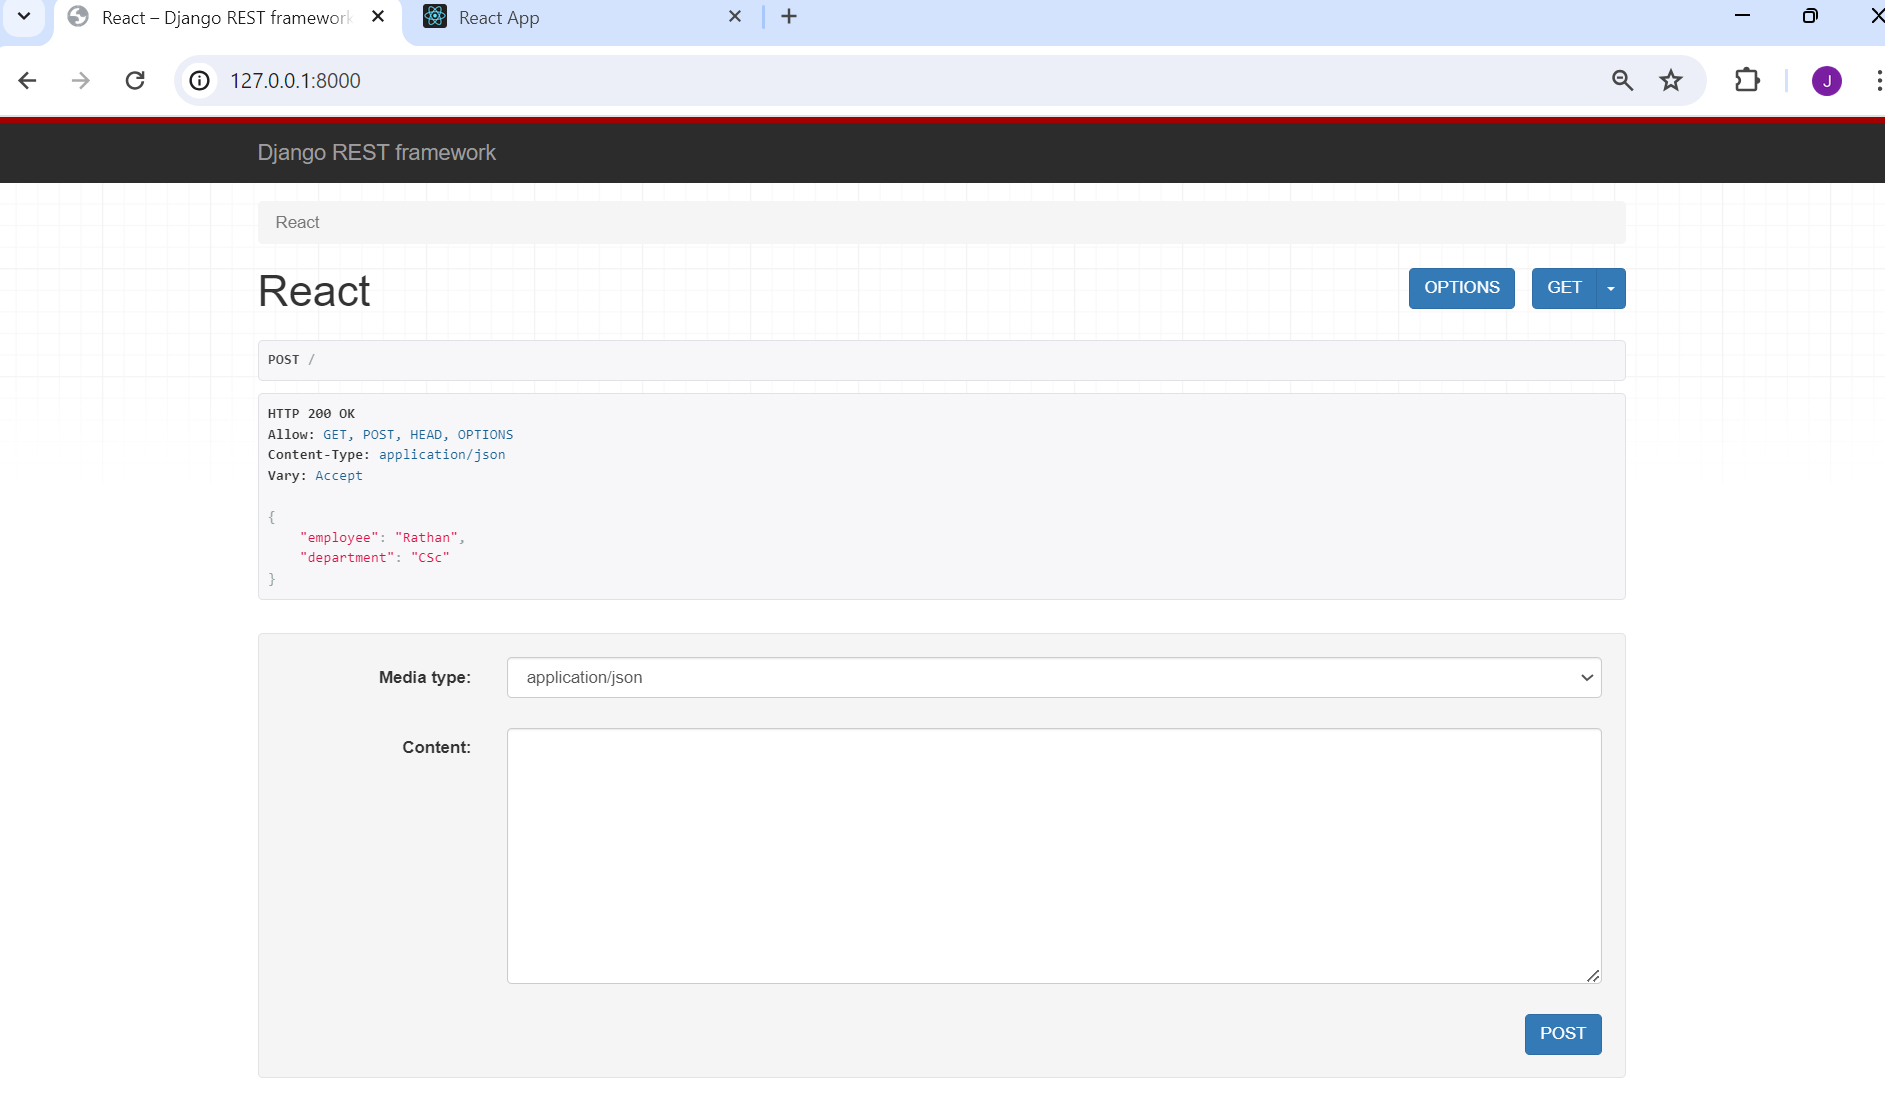 React – Django REST framework
React App
127.0.0.1:8000
J
Django REST framework
React
React
OPTIONS
GET
POST /
HTTP 200 OK
Allow: GET, POST, HEAD, OPTIONS
Content-Type: application/json
Vary: Accept
{
"employee": "Rathan",
"department": "CSc"
}
Media type:
application/json
Content:
POST